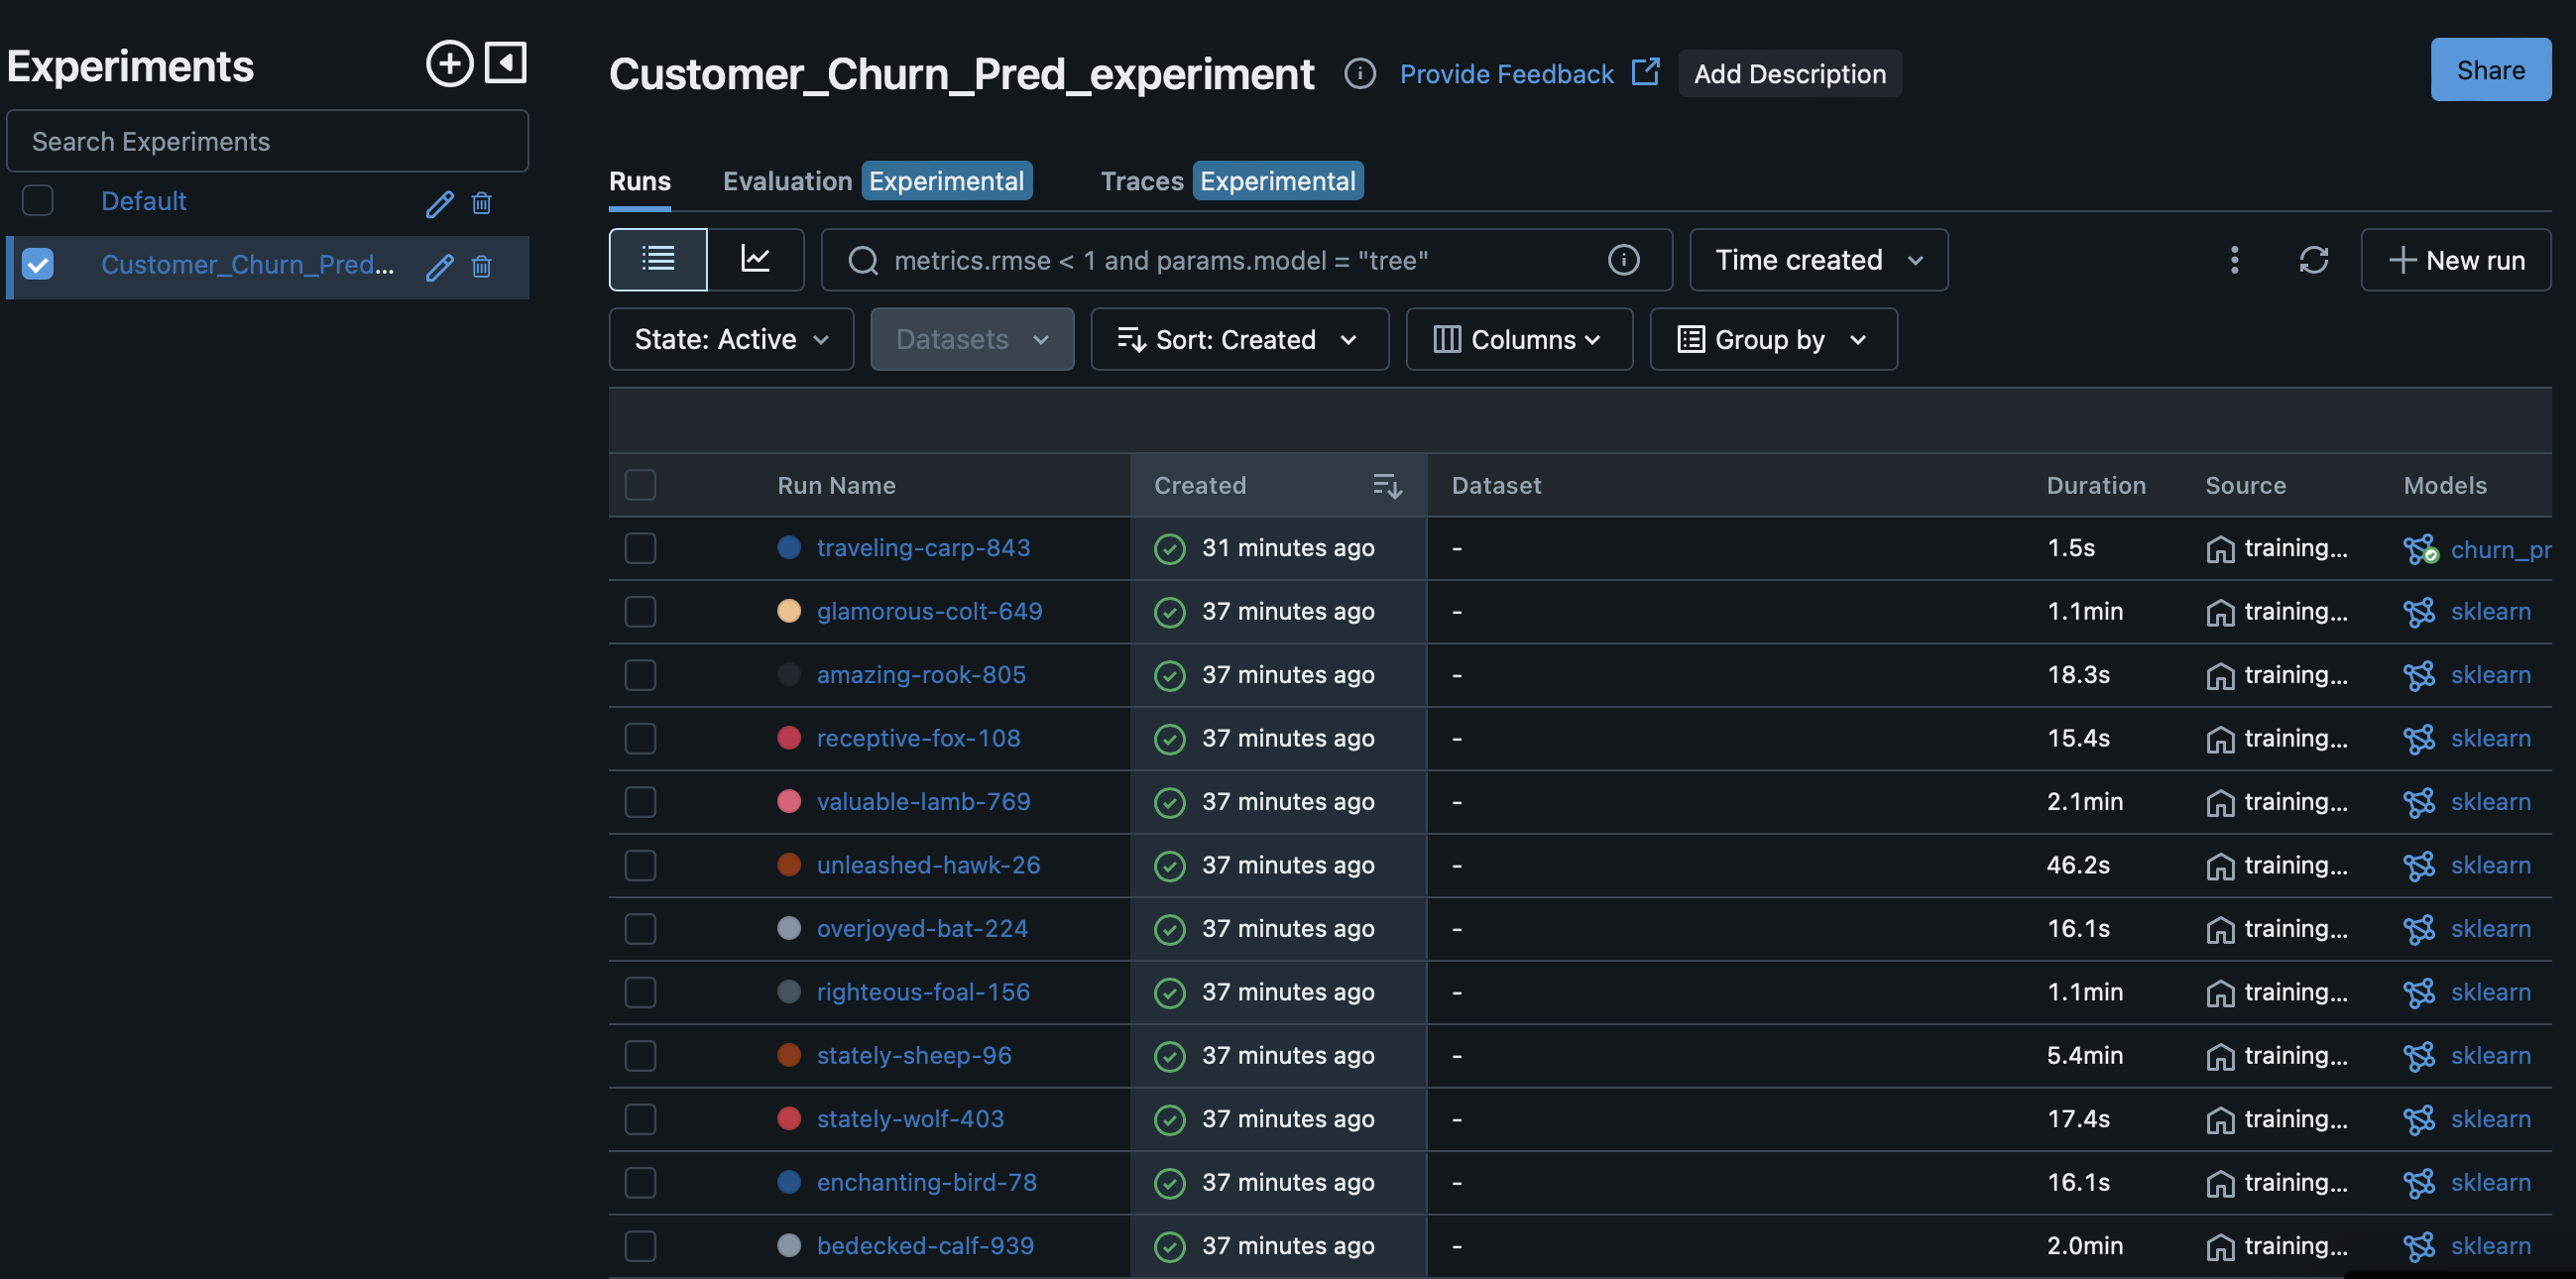 Experiments
Search Experiments
Default
Customer_Churn_Pred...
Customer_Churn_Pred_experiment Provide Feedback Add Description Share
Runs Evaluation Experimental Traces Experimental
metrics.rmse < 1 and params.model = "tree" Time created New run
State: Active Datasets Sort: Created Columns Group by
Run Name Created Dataset Duration Source Models
traveling-carp-843 31 minutes ago - 1.5s training... churn_pr
glamorous-colt-649 37 minutes ago - 1.1min training... sklearn
amazing-rook-805 37 minutes ago - 18.3s training... sklearn
receptive-fox-108 37 minutes ago - 15.4s training... sklearn
valuable-lamb-769 37 minutes ago - 2.1min training... sklearn
unleashed-hawk-26 37 minutes ago - 46.2s training... sklearn
overjoyed-bat-224 37 minutes ago - 16.1s training... sklearn
righteous-foal-156 37 minutes ago - 1.1min training... sklearn
stately-sheep-96 37 minutes ago - 5.4min training... sklearn
stately-wolf-403 37 minutes ago - 17.4s training... sklearn
enchanting-bird-78 37 minutes ago - 16.1s training... sklearn
bedecked-calf-939 37 minutes ago - 2.0min training... sklearn